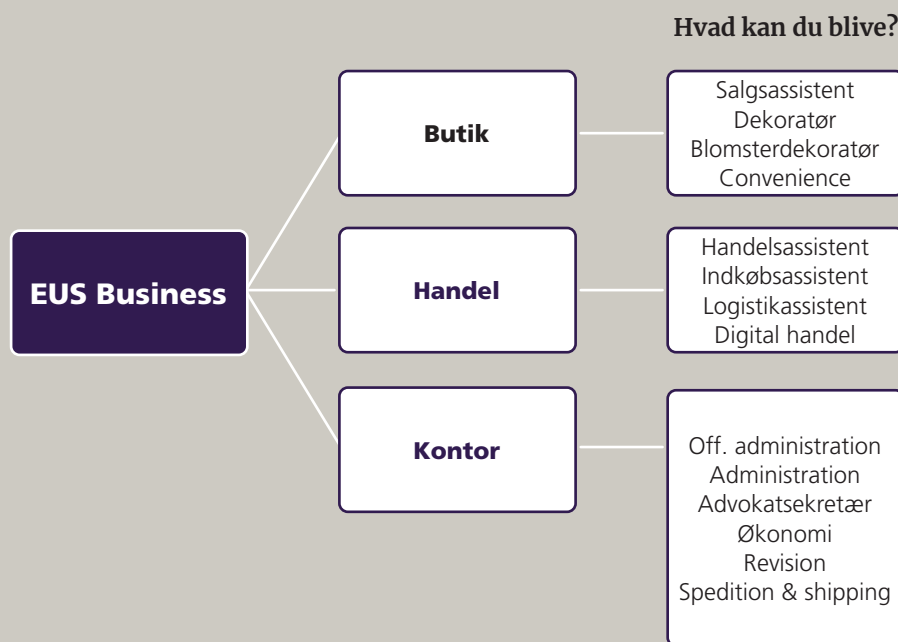 Hvad kan du blive?
EUS Business
Butik
Salgsassistent
Dekoratør
Blomsterdekoratør
Convenience
Handel
Handelsassistent
Indkøbsassistent
Logistikassistent
Digital handel
Kontor
Off. administration
Administration
Advokatsekretær
Økonomi
Revision
Spedition & shipping